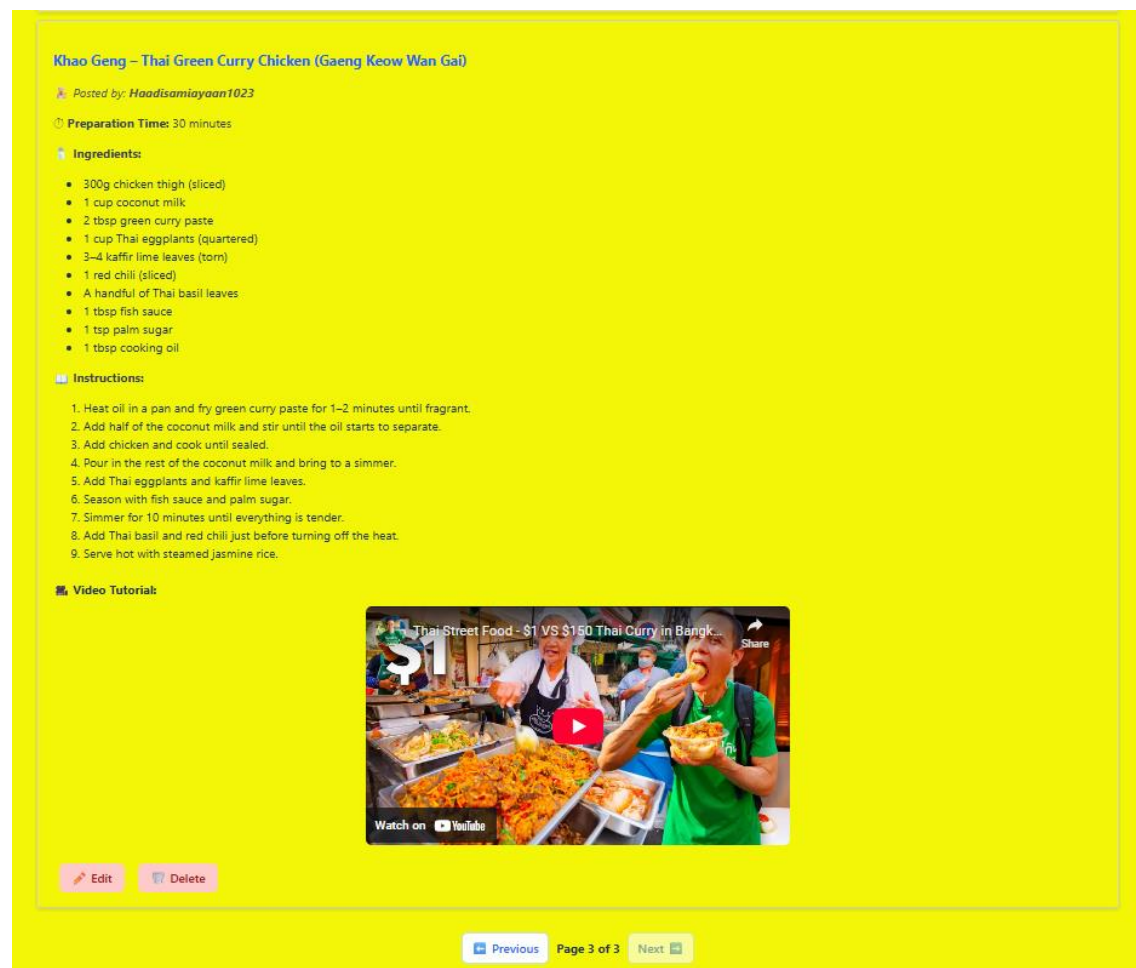 Khao Geng – Thai Green Curry Chicken (Gaeng Keow Wan Gai)
Posted by: Haadisamiayaan1023
Preparation Time: 30 minutes
Ingredients:
300g chicken thigh (sliced)
1 cup coconut milk
2 tbsp green curry paste
1 cup Thai eggplants (quartered)
3–4 kaffir lime leaves (torn)
1 red chili (sliced)
A handful of Thai basil leaves
1 tbsp fish sauce
1 tsp palm sugar
1 tbsp cooking oil
Instructions:
1. Heat oil in a pan and fry green curry paste for 1–2 minutes until fragrant.
2. Add half of the coconut milk and stir until the oil starts to separate.
3. Add chicken and cook until sealed.
4. Pour in the rest of the coconut milk and bring to a simmer.
5. Add Thai eggplants and kaffir lime leaves.
6. Season with fish sauce and palm sugar.
7. Simmer for 10 minutes until everything is tender.
8. Add Thai basil and red chili just before turning off the heat.
9. Serve hot with steamed jasmine rice.
Video Tutorial:
Thai Street Food - $1 VS $150 Thai Curry in Bangk...
Share
$1
Watch on YouTube
Edit Delete
Previous Page 3 of 3 Next